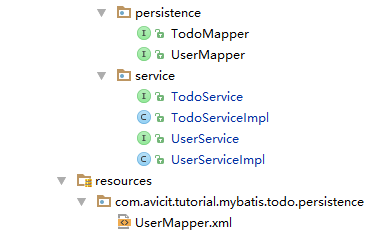 persistence
TodoMapper
UserMapper
service
TodoService
TodoServiceImpl
UserService
UserServiceImpl
resources
com.avicit.tutorial.mybatis.todo.persistence
UserMapper.xml